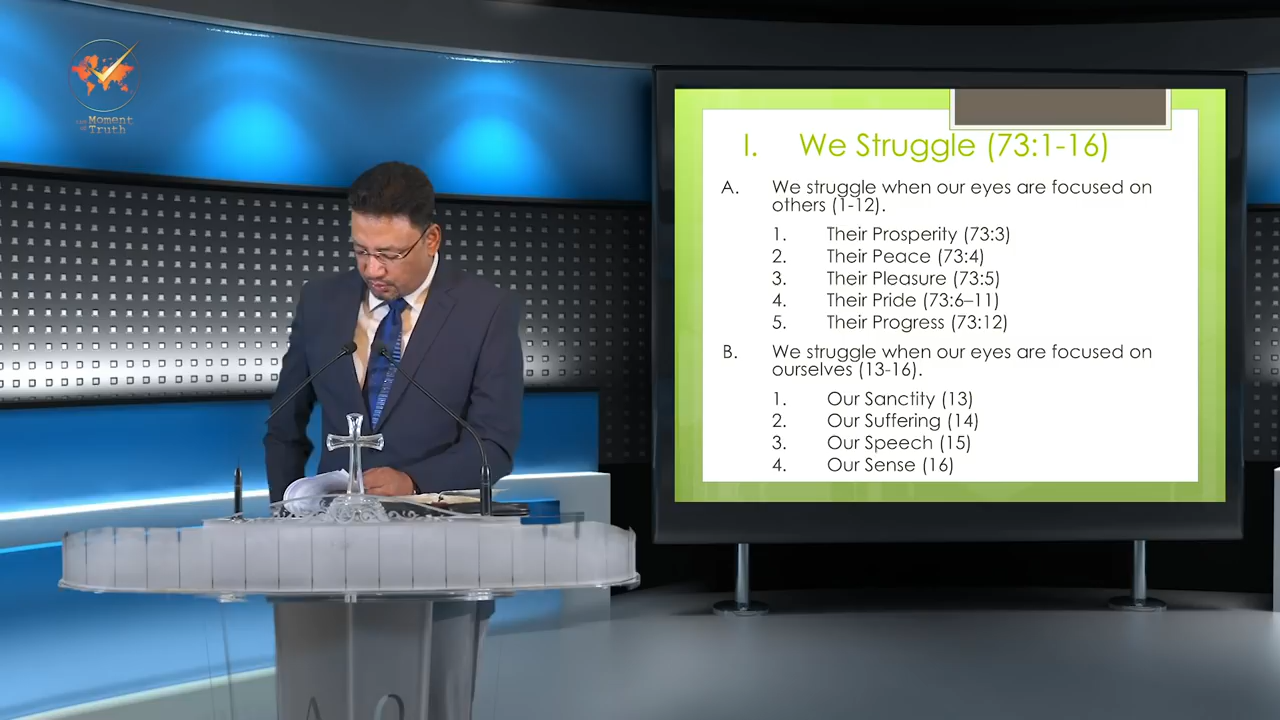 the Moment
of Truth
I. We Struggle (73:1-16)
A. We struggle when our eyes are focused on
others (1-12).
1. Their Prosperity (73:3)
2. Their Peace (73:4)
3. Their Pleasure (73:5)
4. Their Pride (73:6–11)
5. Their Progress (73:12)
B. We struggle when our eyes are focused on
ourselves (13-16).
1. Our Sanctity (13)
2. Our Suffering (14)
3. Our Speech (15)
4. Our Sense (16)
Α Ω